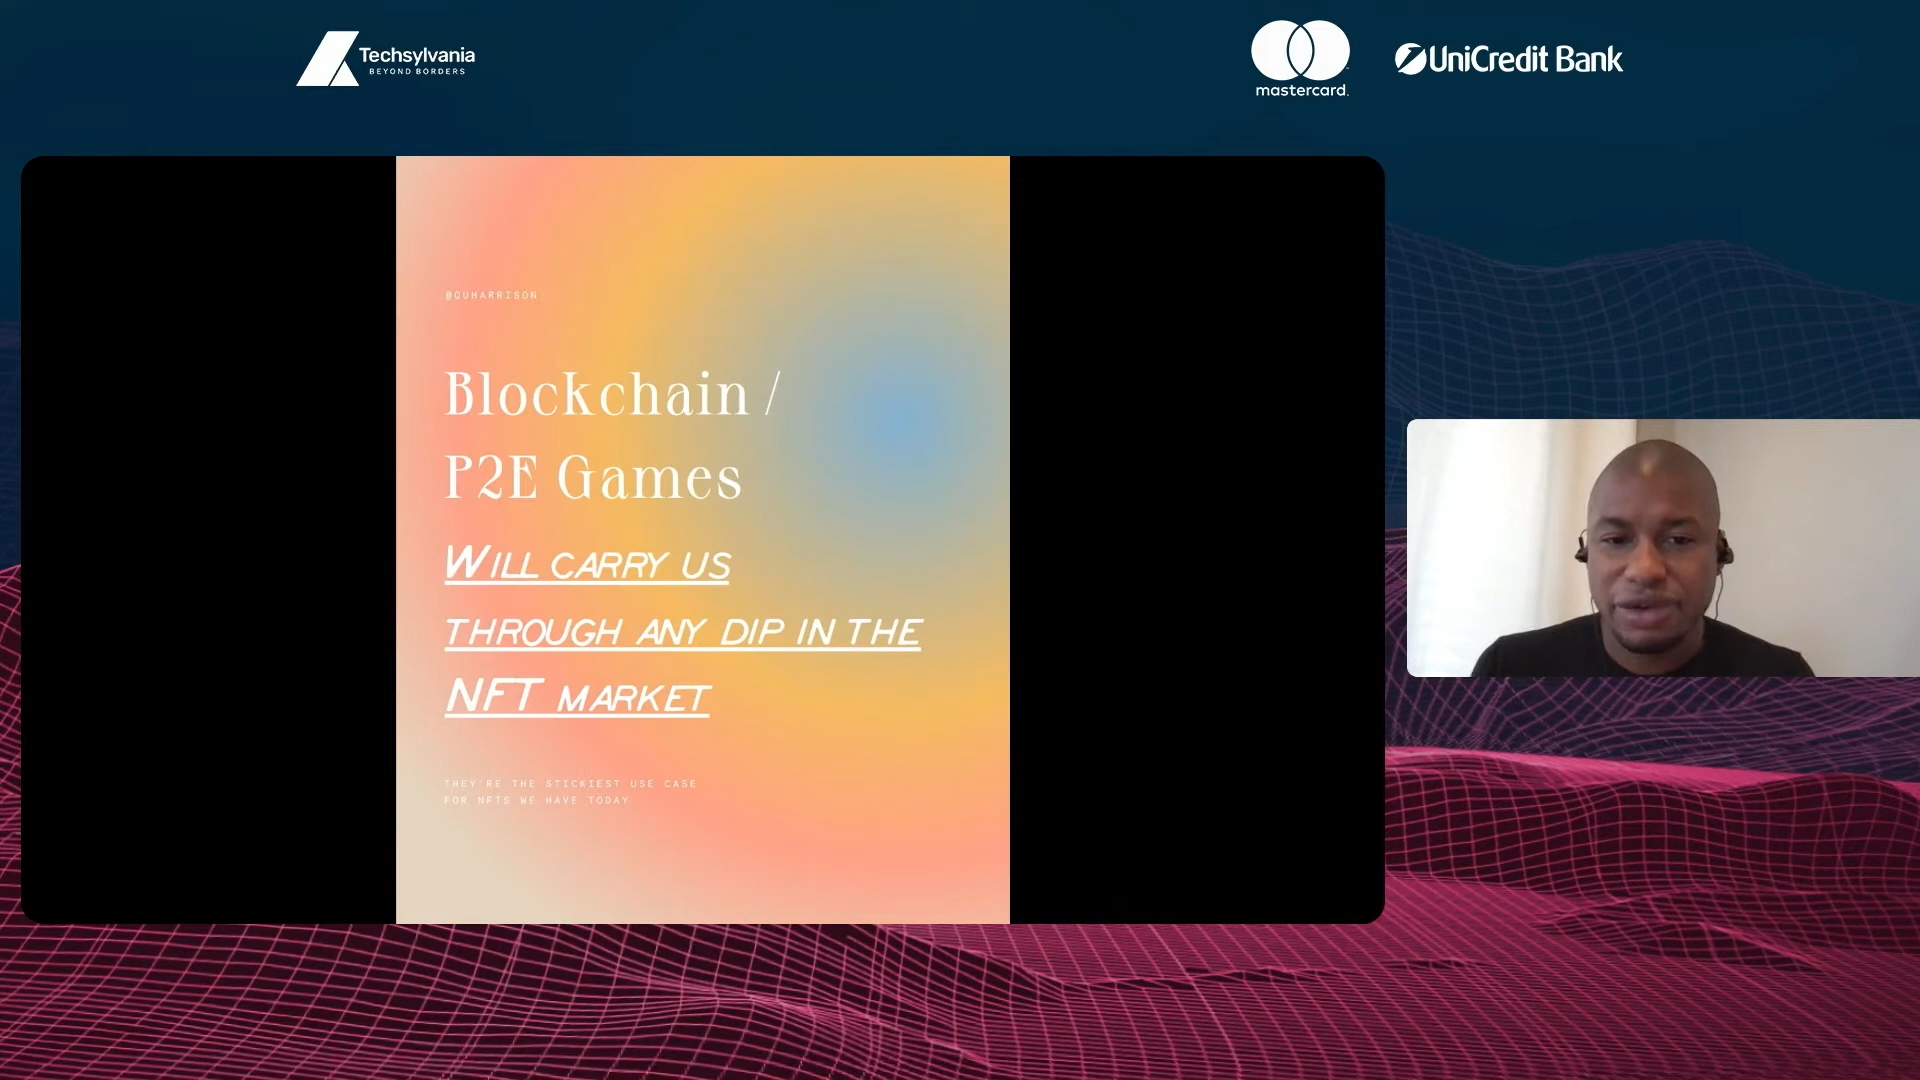 Techsylvania
BEYOND BORDERS
mastercard.
UniCredit Bank
@QUHARRISON
Blockchain /
P2E Games
WILL CARRY US
THROUGH ANY DIP IN THE
NFT MARKET
THEY'RE THE STICKIEST USE CASE
FOR NFTS WE HAVE TODAY